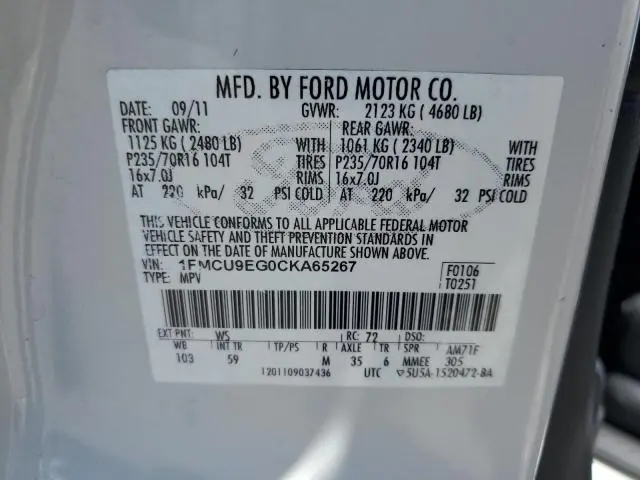 MFD. BY FORD MOTOR CO.
DATE: 09/11 GVWR: 2123 KG ( 4680 LB)
FRONT GAWR: REAR GAWR:
1125 KG ( 2480 LB) WITH 1061 KG ( 2340 LB) WITH
P235/70R16 104T TIRES P235/70R16 104T TIRES
16x7.0J RIMS 16x7.0J RIMS
AT 220 kPa/ 32 PSI COLD AT 220 kPa/ 32 PSI COLD
THIS VEHICLE CONFORMS TO ALL APPLICABLE FEDERAL MOTOR
VEHICLE SAFETY AND THEFT PREVENTION STANDARDS IN
EFFECT ON THE DATE OF MANUFACTURE SHOWN ABOVE.
VIN: 1FMCU9EG0CKA65267 F0106
TYPE: MPV T0251
EXT PNT: WS RC: 72 DSO:
WB INT TR TP/PS R AXLE TR SPR AM71F
103 59 M 35 6 MMEE 305
1201109037436 UTC ▽5U5A-1520472-BA